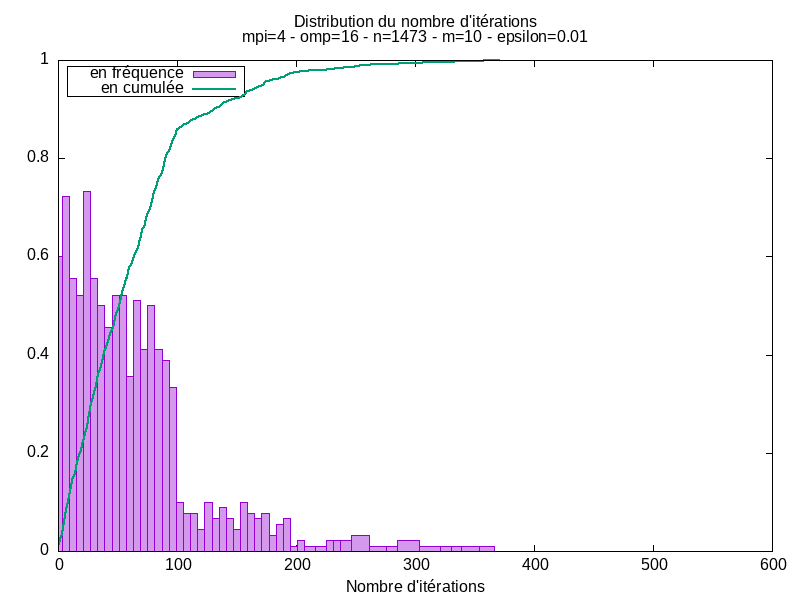 Distribution du nombre d'itérations
mpi=4 - omp=16 - n=1473 - m=10 - epsilon=0.01
en fréquence
en cumulée
1
0.8
0.6
0.4
0.2
0
0 100 200 300 400 500 600
Nombre d'itérations